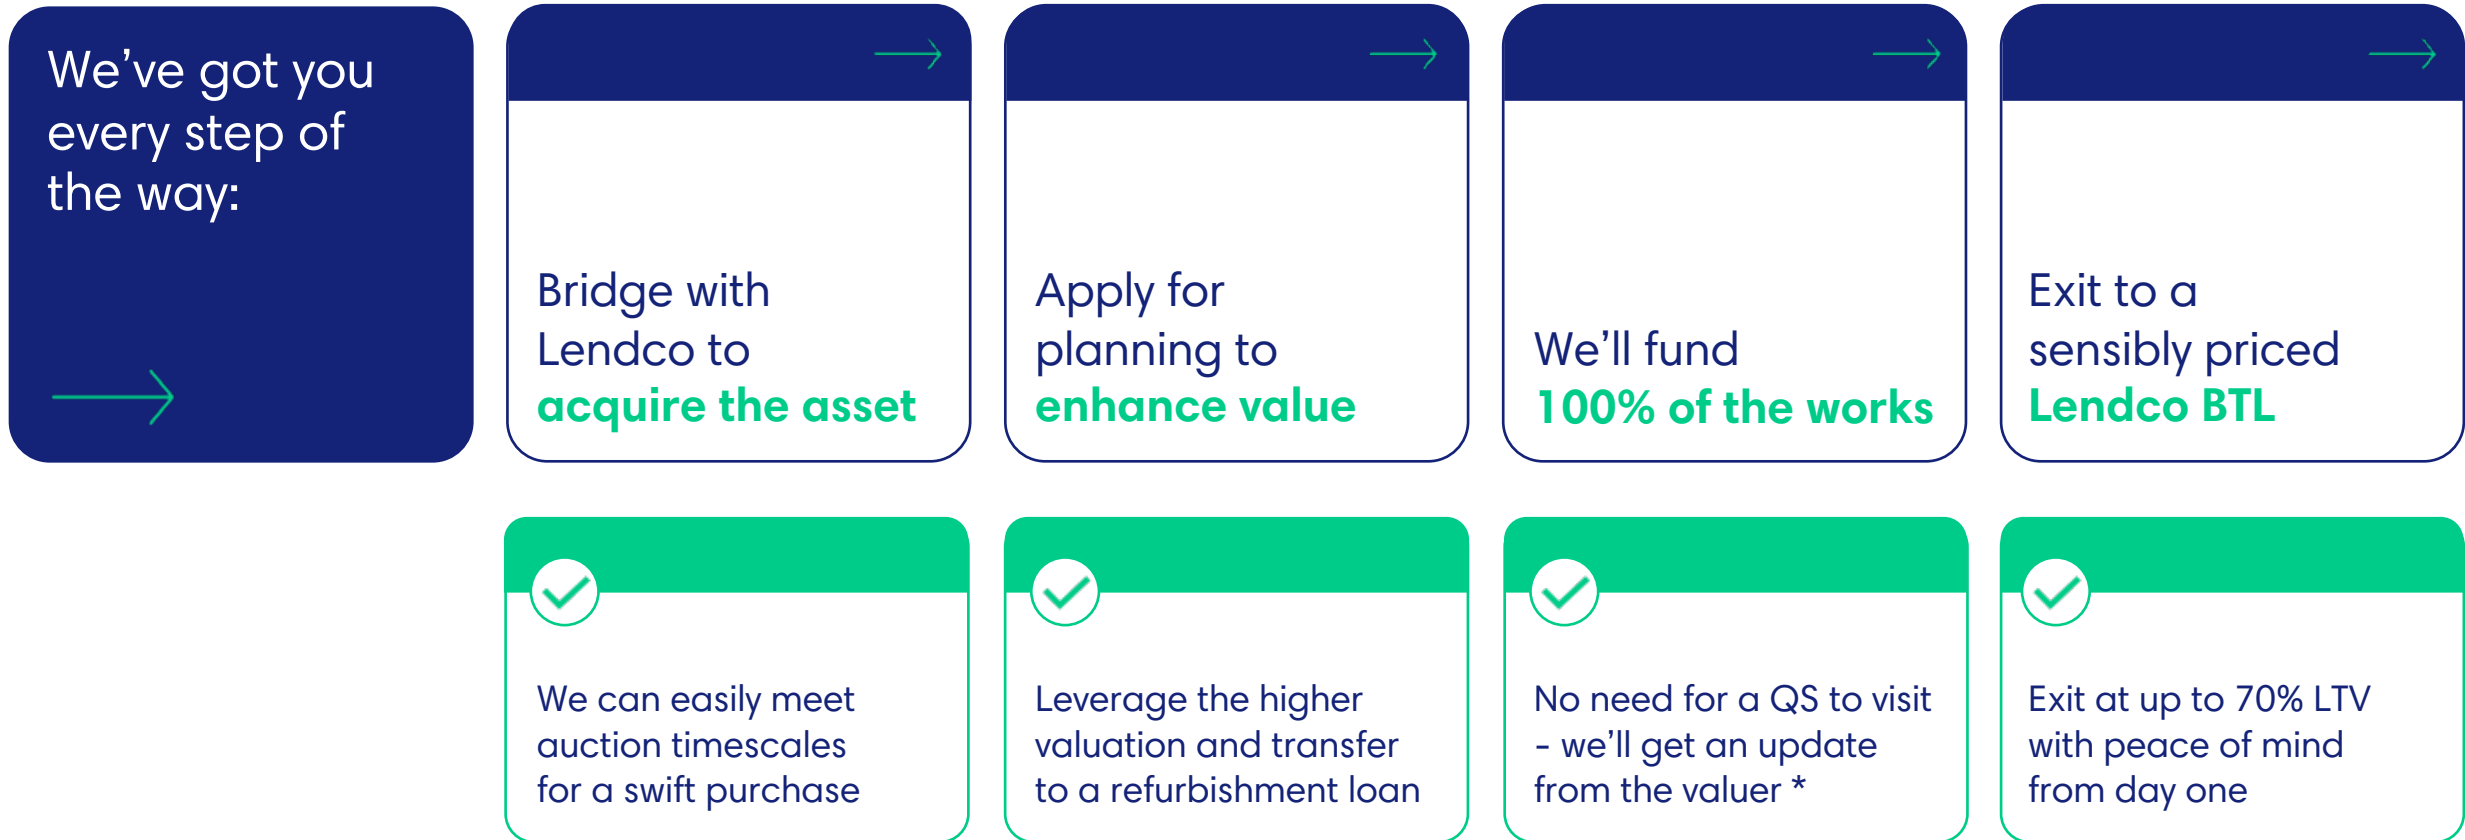 We've got you
every step of
the way:
Bridge with
Lendco to
acquire the asset
Apply for
planning to
enhance value
We'll fund
100% of the works
Exit to a
sensibly priced
Lendco BTL
We can easily meet
auction timescales
for a swift purchase
Leverage the higher
valuation and transfer
to a refurbishment loan
No need for a QS to visit
- we'll get an update
from the valuer *
Exit at up to 70% LTV
with peace of mind
from day one